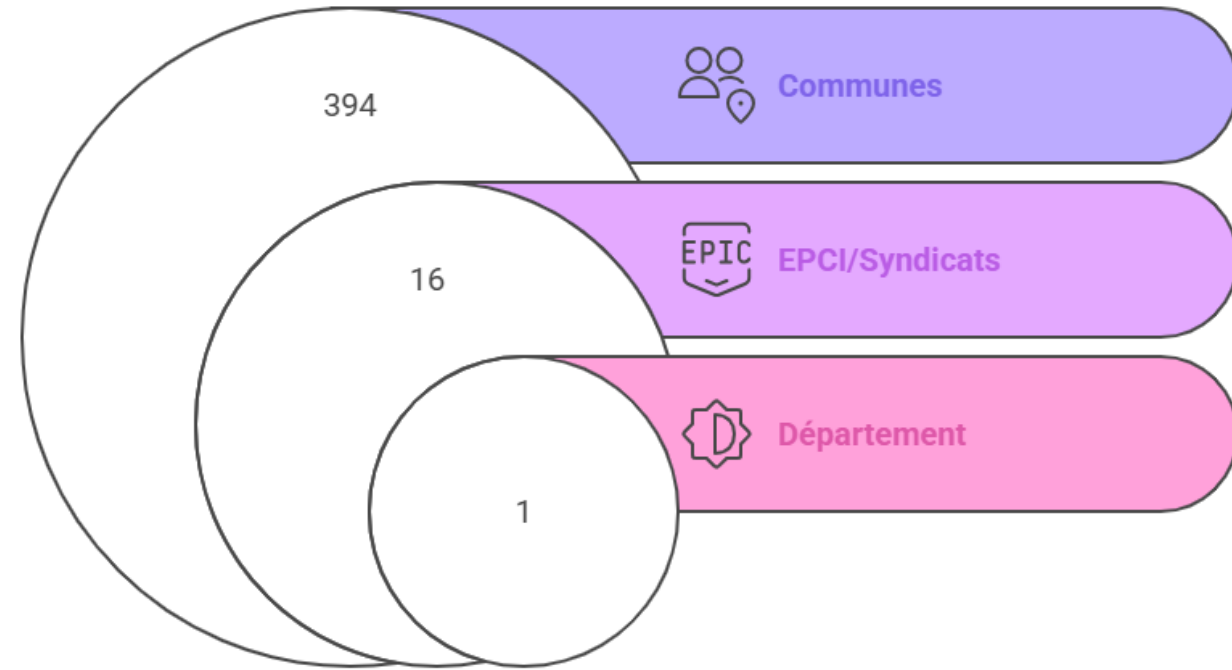 394
Communes
EPIC
EPCI/Syndicats
16
Département
1